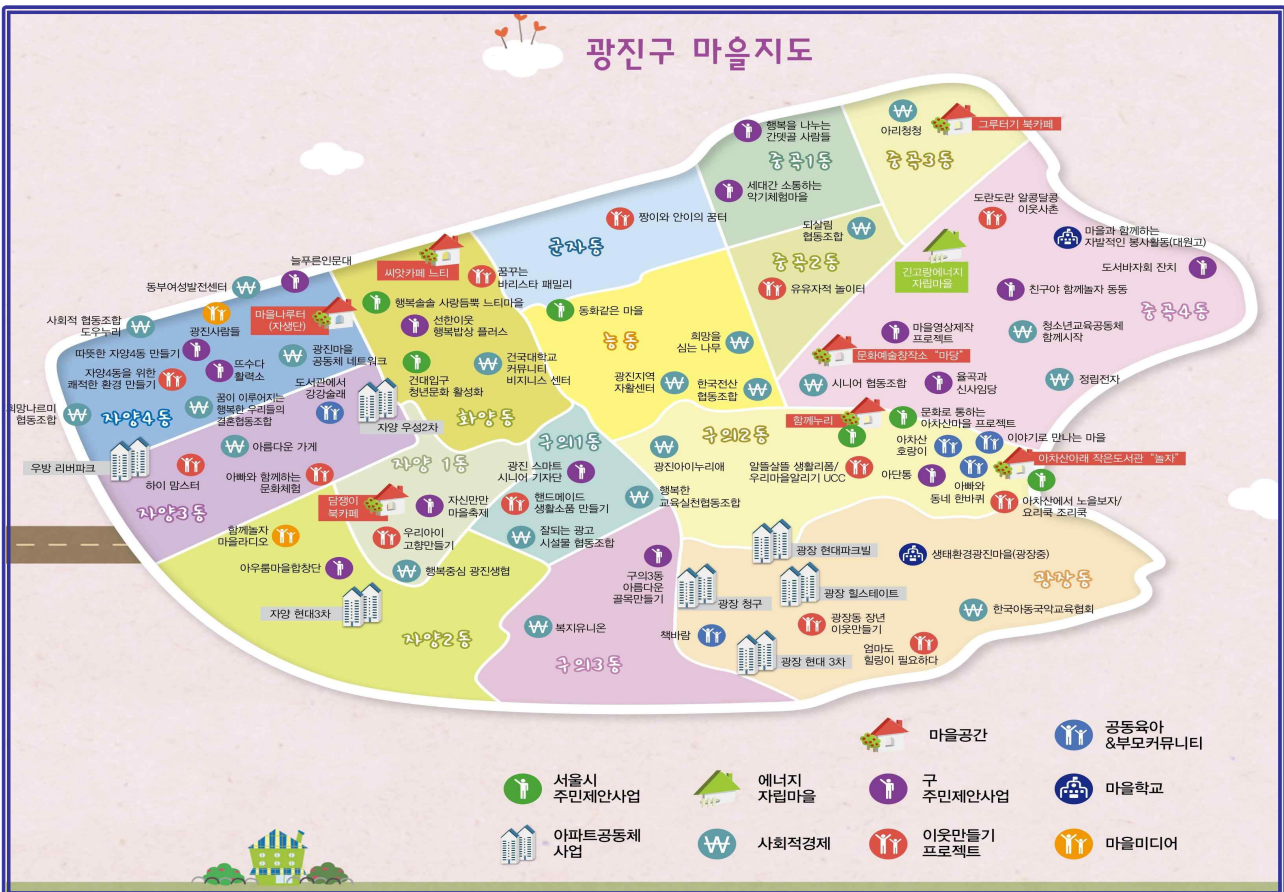 광진구 마을지도
행복을 나누는
간뎃골 사람들
중곡1동
세대간 소통하는
악기체험마을
아리청청
그루터기 북카페
중곡3동
짱이와 안이의 꿈터
군자동
되살림
협동조합
중곡2동
유유자적 놀이터
도란도란 알콩달콩
이웃사촌
마을과 함께하는
자발적인 봉사활동(대원고)
긴고랑에너지
자립마을
도서바자회 잔치
친구야 함께놀자 동동
중곡4동
마을영상제작
프로젝트
청소년교육공동체
함께시작
문화예술창작소 "마당"
시니어 협동조합
율곡과
신사임당
정립전자
늘푸른인문대
동부여성발전센터
씨앗카페 느티
꿈꾸는
바리스타 패밀리
마을나루터
(자생단)
행복솔솔 사랑듬뿍 느티마을
선한이웃
행복밥상 플러스
동화같은 마을
능동
희망을
심는 나무
사회적 협동조합
도우누리
광진사람들
따뜻한 자양4동 만들기
뚜수다
활력소
광진마을
공동체 네트워크
자양4동을 위한
쾌적한 환경 만들기
도서관에서
강강술래
건대입구
청년문화 활성화
건국대학교
커뮤니티
비지니스 센터
광진지역
자활센터
한국전산
협동조합
희망나르미
협동조합
자양4동
꿈이 이루어지는
행복한 우리들의
결혼협동조합
자양 우성2차
화양동
함께누리
문화로 통하는
아차산마을 프로젝트
구의2동
구의1동
광진아이누리애
아차산
호랑이
이야기로 만나는 마을
아차산아래 작은도서관 "놀자"
우방 리버파크
아름다운 가게
자양 1동
광진 스마트
시니어 기자단
알뜰살뜰 생활리폼/
우리마을알리기 UCC
아단통
아빠와
동네 한바퀴
하이 맘스터
아빠와 함께하는
문화체험
담쟁이
북카페
자신만만
마을축제
핸드메이드
생활소품 만들기
행복한
교육실천협동조합
아차산에서 노을보자/
요리쿡 조리쿡
자양3동
함께놀자
마을라디오
우리아이
고향만들기
잘되는 광고
시설물 협동조합
광장 현대파크빌
생태환경광진마을(광장중)
광장동
아우룸마을합창단
행복중심 광진생협
구의3동
아름다운
골목만들기
광장 청구
광장 힐스테이트
자양 현대3차
한국아동국악교육협회
자양2동
복지유니온
책바람
광장동 장년
이웃만들기
엄마도
힐링이 필요하다
구의3동
광장 현대 3차
마을공간
공동육아
&부모커뮤니티
서울시
주민제안사업
에너지
자립마을
구
주민제안사업
마을학교
아파트공동체
사업
사회적경제
이웃만들기
프로젝트
마을미디어